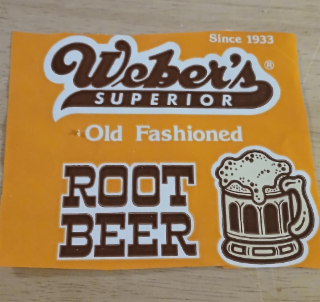 Since 1933
Weber's®
SUPERIOR
Old Fashioned
ROOT
BEER